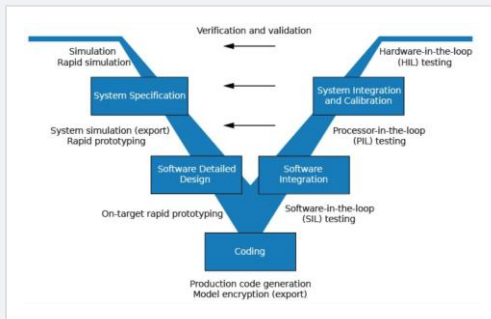 Verification and validation
Simulation
Rapid simulation
Hardware-in-the-loop
(HIL) testing
System Specification
System Integration
and Calibration
System simulation (export)
Rapid prototyping
Processor-in-the-loop
(PIL) testing
Software Detailed
Design
Software
Integration
On-target rapid prototyping
Software-in-the-loop
(SIL) testing
Coding
Production code generation
Model encryption (export)